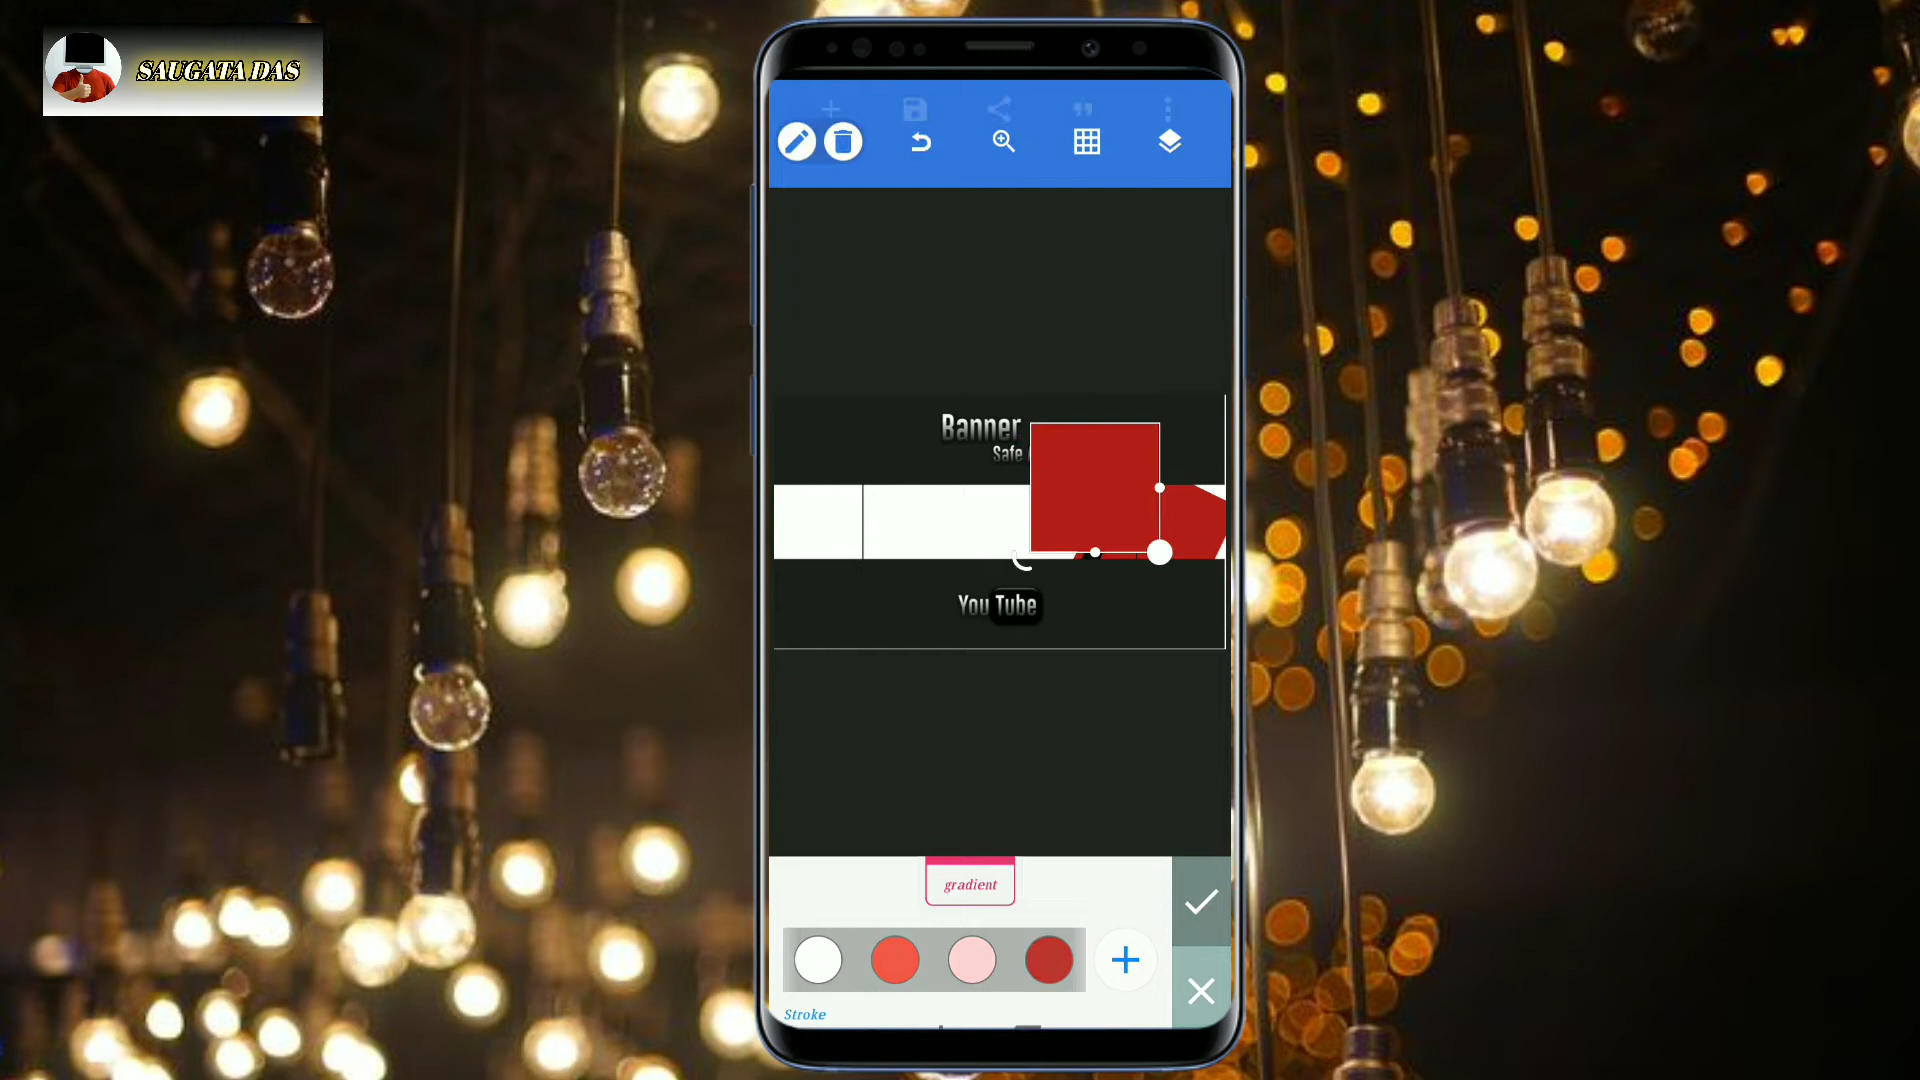 SAUGATA DAS
Banner
Safe
You Tube
gradient
Stroke